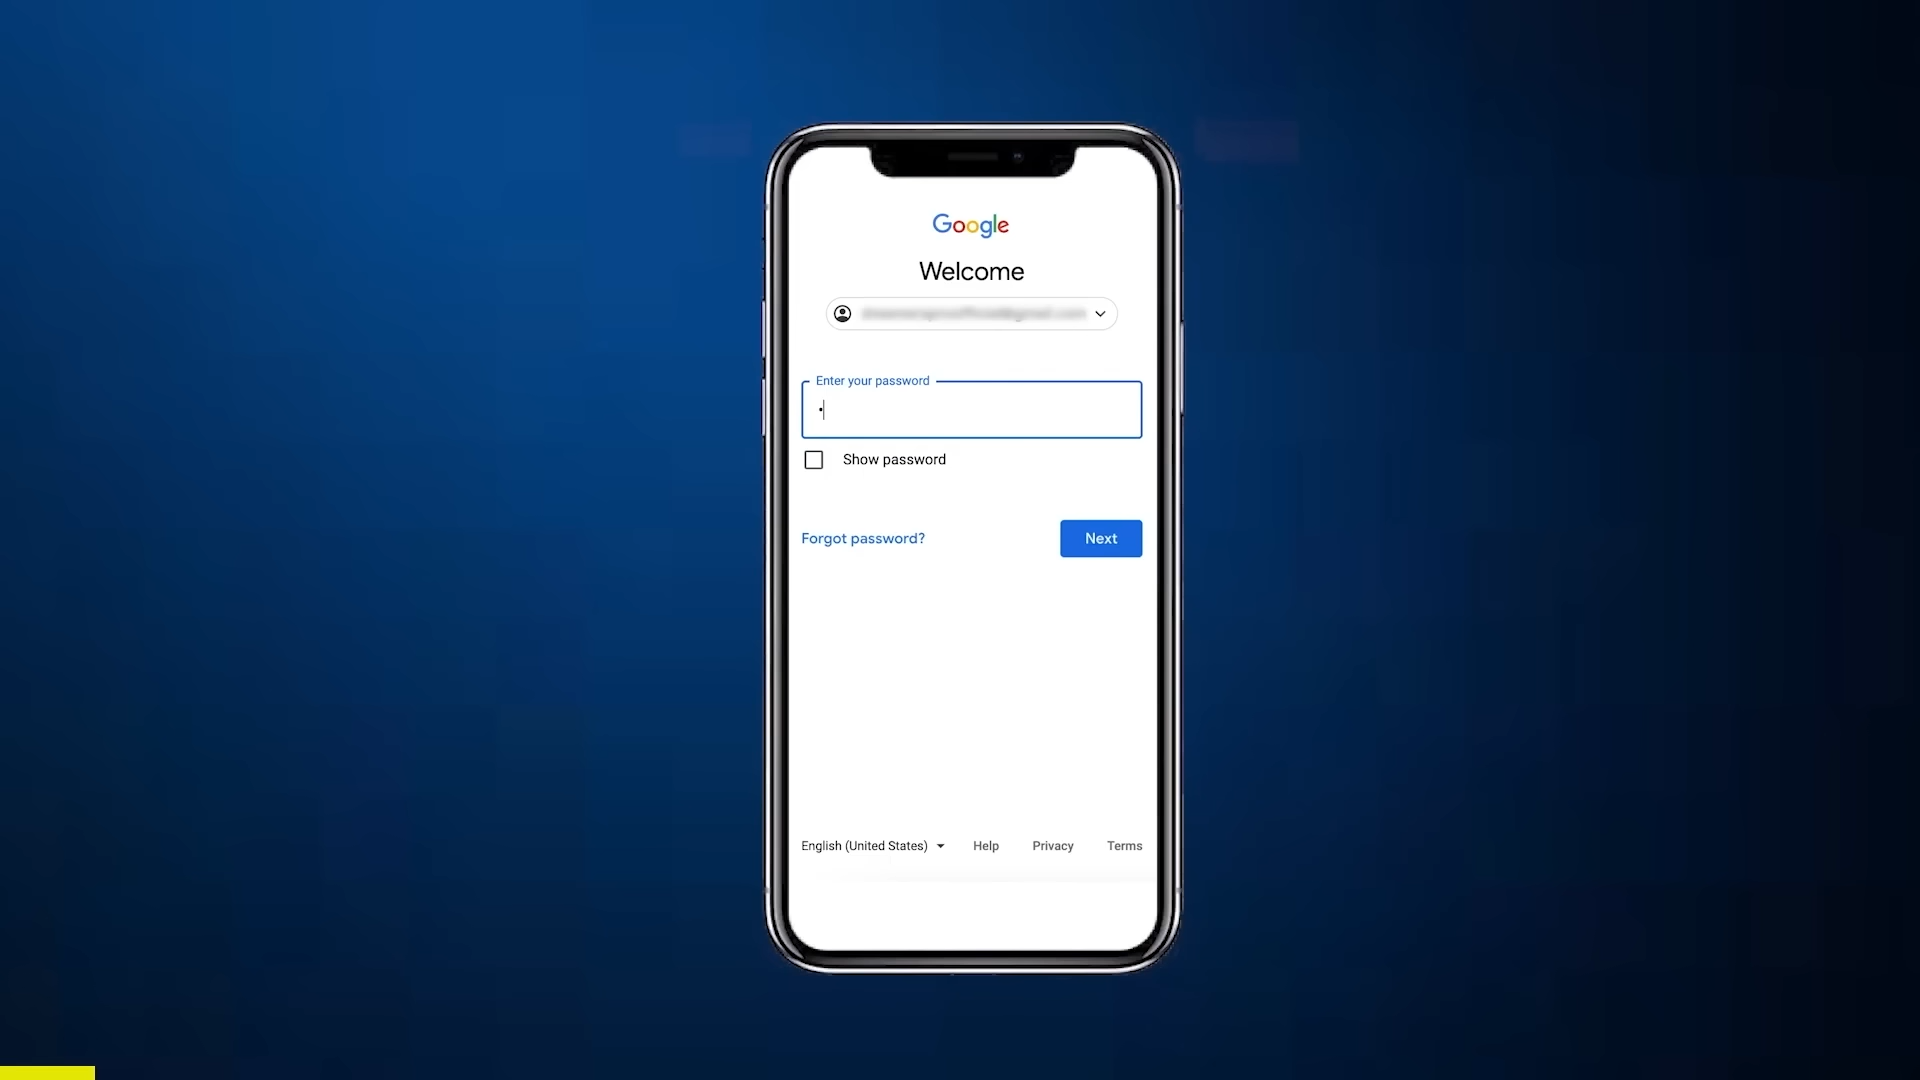 Google
Welcome
Enter your password
Show password
Forgot password?
Next
English (United States)
Help
Privacy
Terms